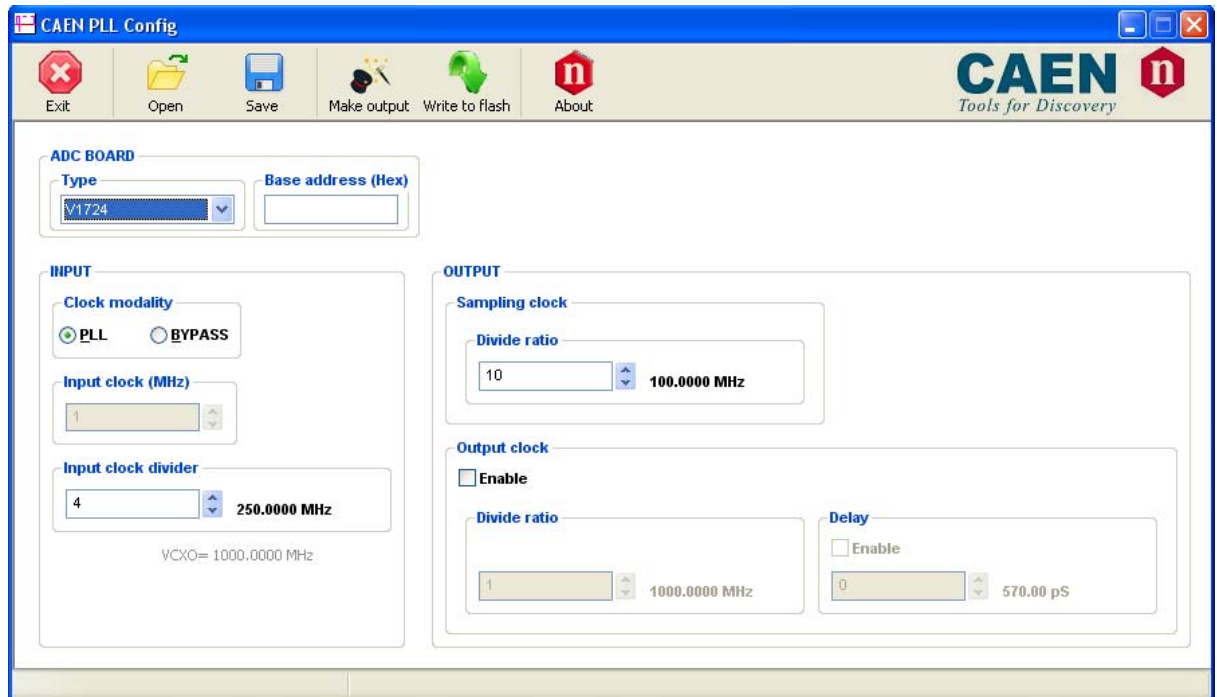 CAEN PLL Config
Exit Open Save Make output Write to flash About
CAEN n
Tools for Discovery
ADC BOARD
Type Base address (Hex)
V1724
INPUT
Clock modality
PLL BYPASS
Input clock (MHz)
1
Input clock divider
4 250.0000 MHz
VCXO= 1000.0000 MHz
OUTPUT
Sampling clock
Divide ratio
10 100.0000 MHz
Output clock
Enable
Divide ratio
1 1000.0000 MHz
Delay
Enable
0 570.00 pS